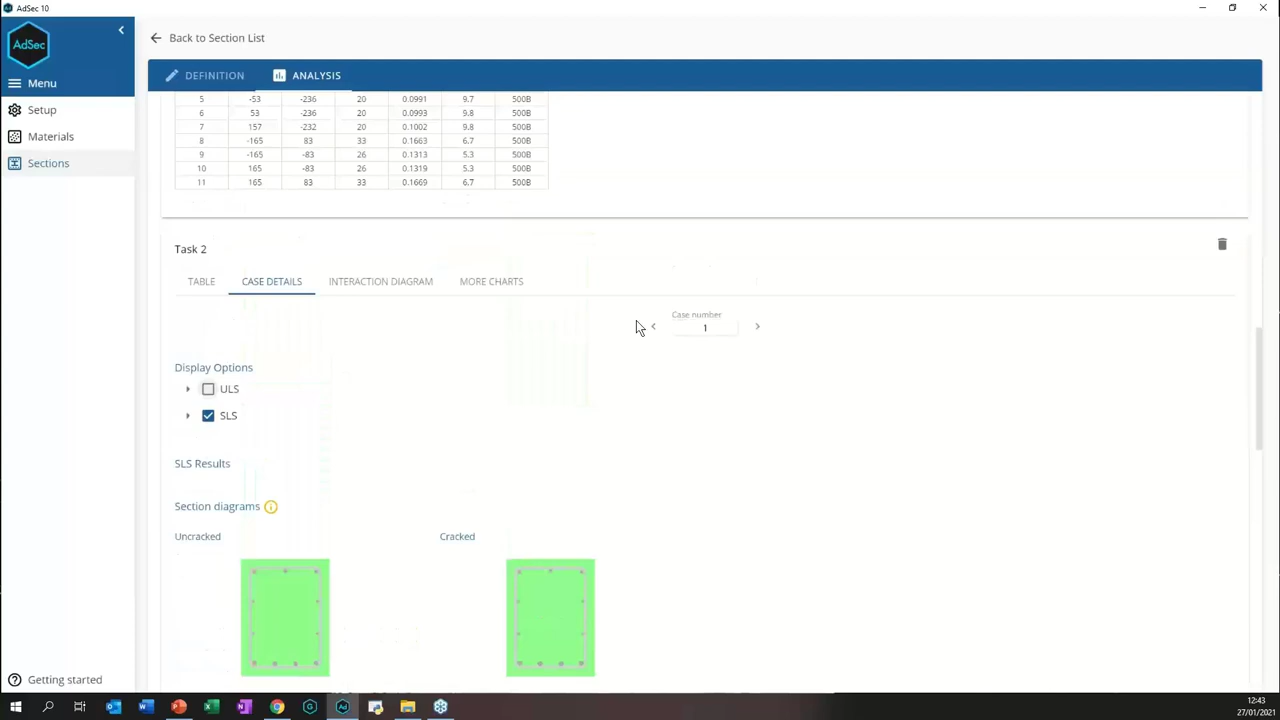 AdSec 10
AdSec
Menu
Setup
Materials
Sections
Getting started
Back to Section List
DEFINITION ANALYSIS
5 -53 -236 20 0.0991 9.7 500B
6 53 -236 20 0.0993 9.8 500B
7 157 -232 20 0.1002 9.8 500B
8 -165 83 33 0.1663 6.7 500B
9 -165 -83 26 0.1313 5.3 500B
10 165 -83 26 0.1319 5.3 500B
11 165 83 33 0.1669 6.7 500B
Task 2
TABLE CASE DETAILS INTERACTION DIAGRAM MORE CHARTS
Case number
1
Display Options
ULS
SLS
SLS Results
Section diagrams
Uncracked Cracked
12:43
27/01/2021